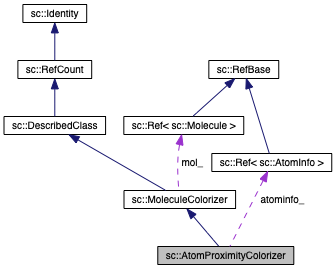 sc::Identity
sc::RefCount
sc::RefBase
sc::DescribedClass
sc::Ref< sc::Molecule >
sc::Ref< sc::AtomInfo >
mol_
sc::MoleculeColorizer
atominfo_
sc::AtomProximityColorizer